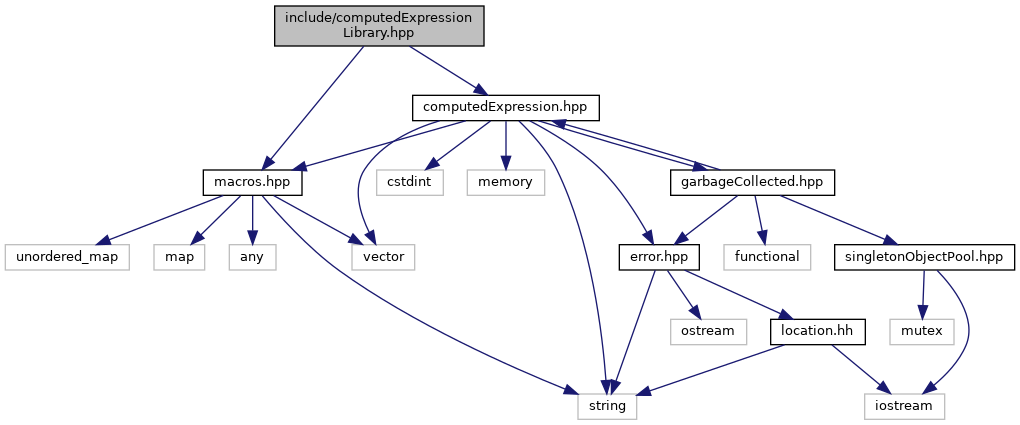 include/computedExpression
Library.hpp
computedExpression.hpp
macros.hpp
cstdint
memory
garbageCollected.hpp
unordered_map
map
any
vector
error.hpp
functional
singletonObjectPool.hpp
ostream
location.hh
mutex
string
iostream